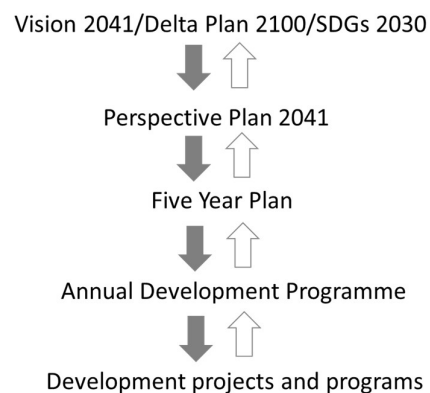 Vision 2041/Delta Plan 2100/SDGs 2030
Perspective Plan 2041
Five Year Plan
Annual Development Programme
Development projects and programs